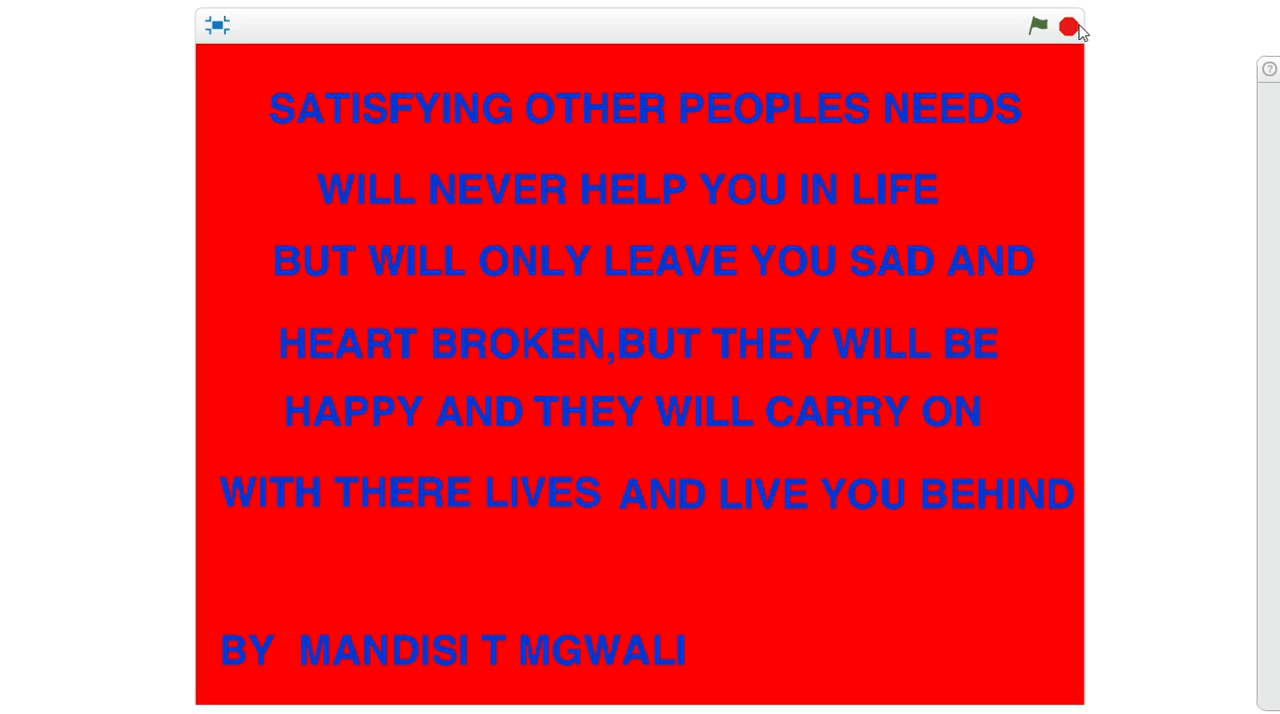 SATISFYING OTHER PEOPLES NEEDS
WILL NEVER HELP YOU IN LIFE
BUT WILL ONLY LEAVE YOU SAD AND
HEART BROKEN,BUT THEY WILL BE
HAPPY AND THEY WILL CARRY ON
WITH THERE LIVES AND LIVE YOU BEHIND
BY MANDISI T MGWALI
?